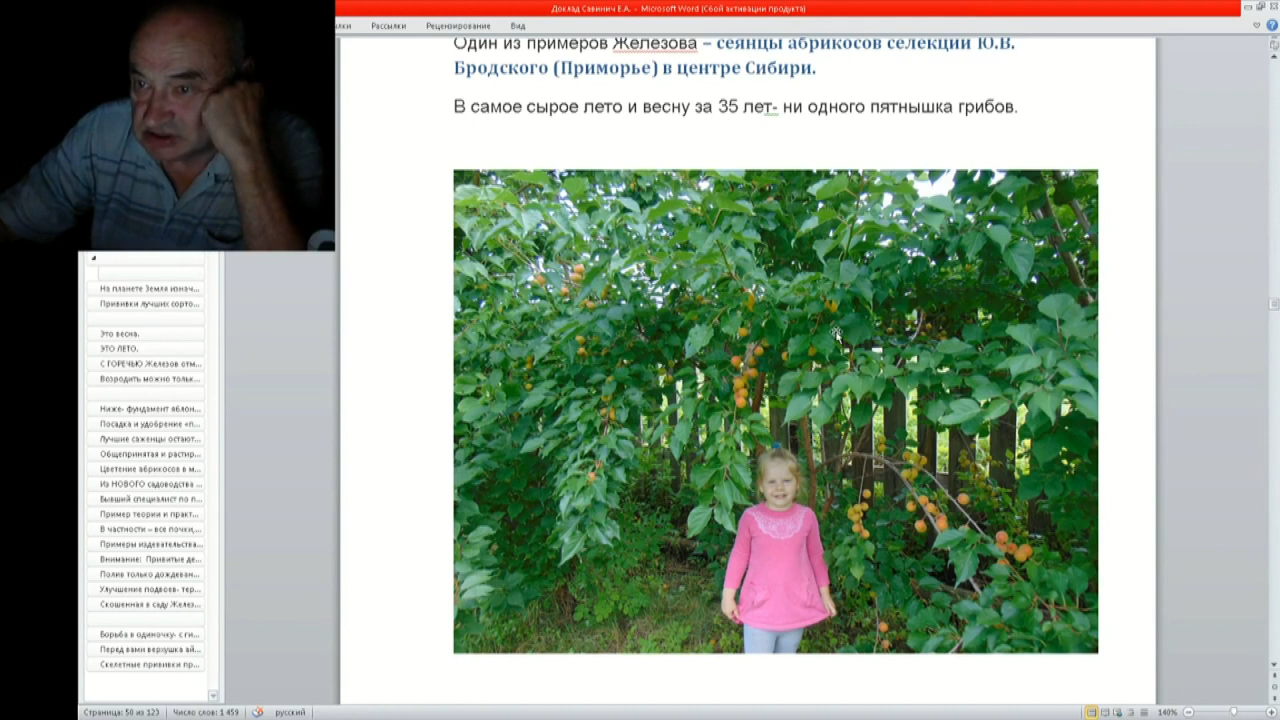 Доклад Савинич Е.А. - Microsoft Word (Сбой активации продукта)
лки Рассылки Рецензирование Вид
Один из примеров Железова – сеянцы абрикосов селекции Ю.В.
Бродского (Приморье) в центре Сибири.
В самое сырое лето и весну за 35 лет- ни одного пятнышка грибов.
На планете Земля изнач...
Прививки лучших сорто...
Это весна.
ЭТО ЛЕТО.
С ГОРЕЧЬЮ Железов отм...
Возродить можно тольк...
Ниже- фундамент яблон...
Посадка и удобрение «п...
Лучшие саженцы остают...
Общепринятая и растир...
Цветение абрикосов в м...
Из НОВОГО садоводства ...
Бывший специалист по п...
Пример теории и практ...
В частности – все почки,...
Примеры издевательства...
Внимание: Привитые де...
Полив только дождеван...
Улучшение подвоев- тер...
Скошенная в саду Желез...
Борьба в одиночку- с ги...
Перед вами верхушка ай...
Скелетные прививки пр...
Страница: 50 из 123 Число слов: 1 459 русский 140%